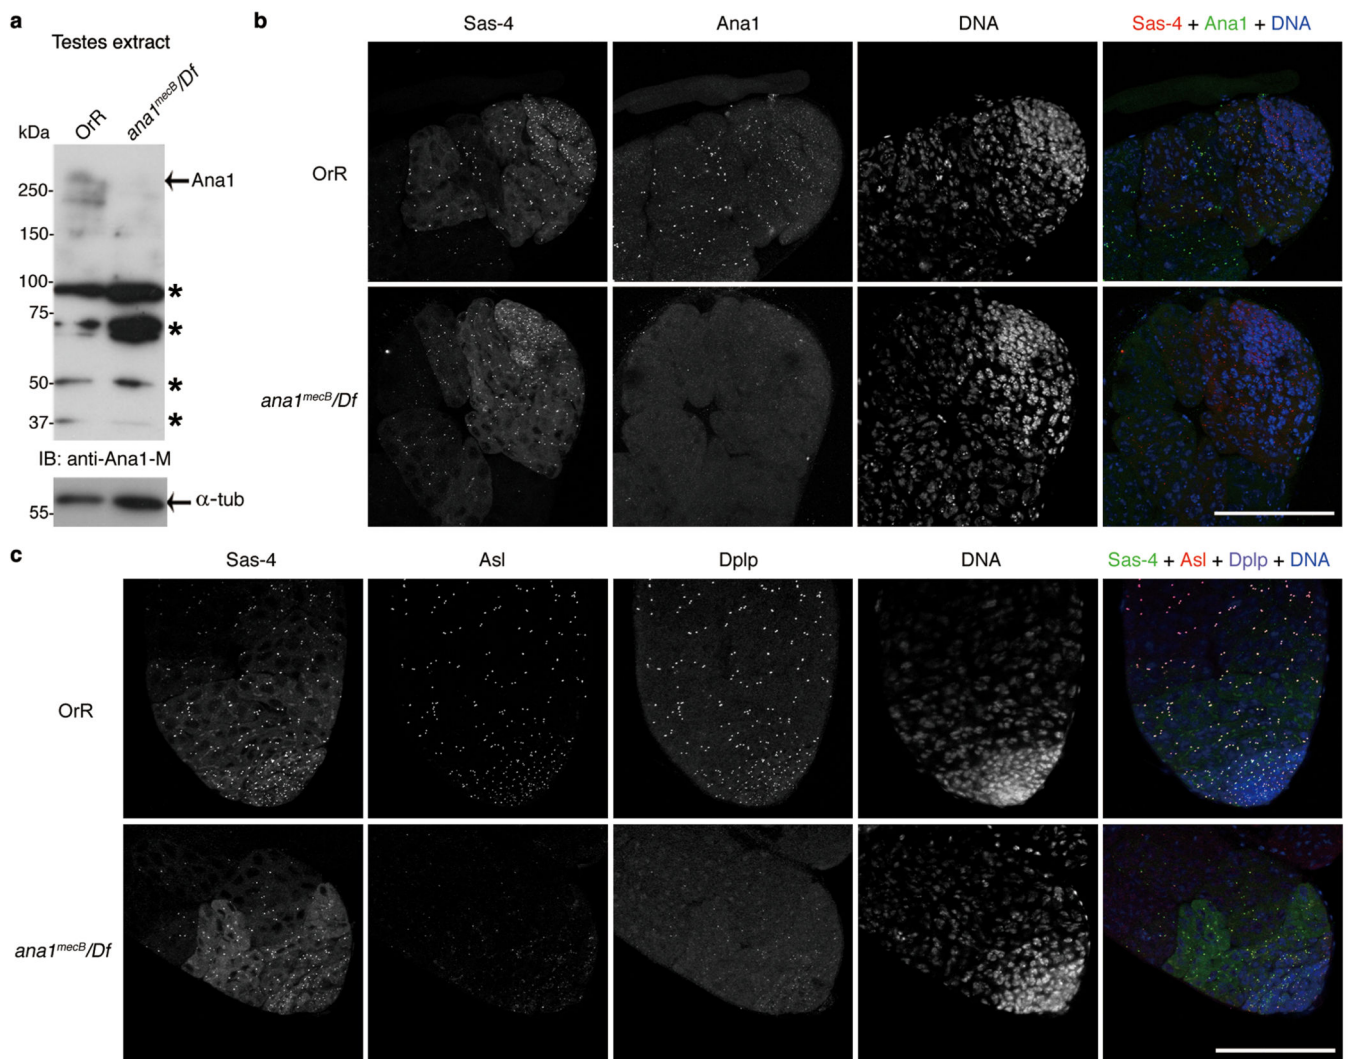 a
Testes extract
kDa
OrR
ana1mecB/Df
250-
150-
100-
75-
50-
37-
Ana1
*
*
*
*
IB: anti-Ana1-M
55-
α-tub
b
Sas-4 Ana1 DNA Sas-4 + Ana1 + DNA
OrR
ana1mecB/Df
c
Sas-4 Asl Dplp DNA Sas-4 + Asl + Dplp + DNA
OrR
ana1mecB/Df